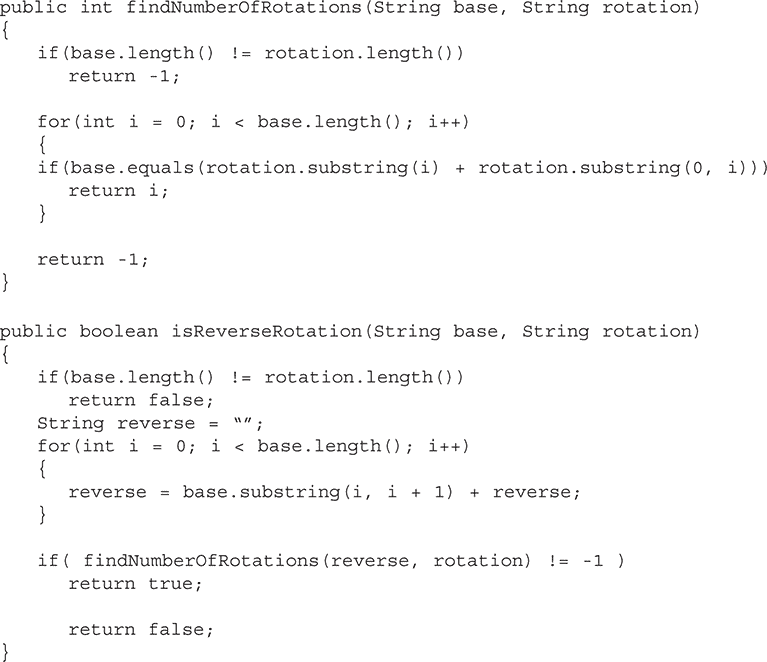 public int findNumberOfRotations(String base, String rotation)
{
if(base.length() != rotation.length())
return -1;
for(int i = 0; i < base.length(); i++)
{
if(base.equals(rotation.substring(i) + rotation.substring(0, i)))
return i;
}
return -1;
}
public boolean isReverseRotation(String base, String rotation)
{
if(base.length() != rotation.length())
return false;
String reverse = “”;
for(int i = 0; i < base.length(); i++)
{
reverse = base.substring(i, i + 1) + reverse;
}
if( findNumberOfRotations(reverse, rotation) != -1 )
return true;
return false;
}